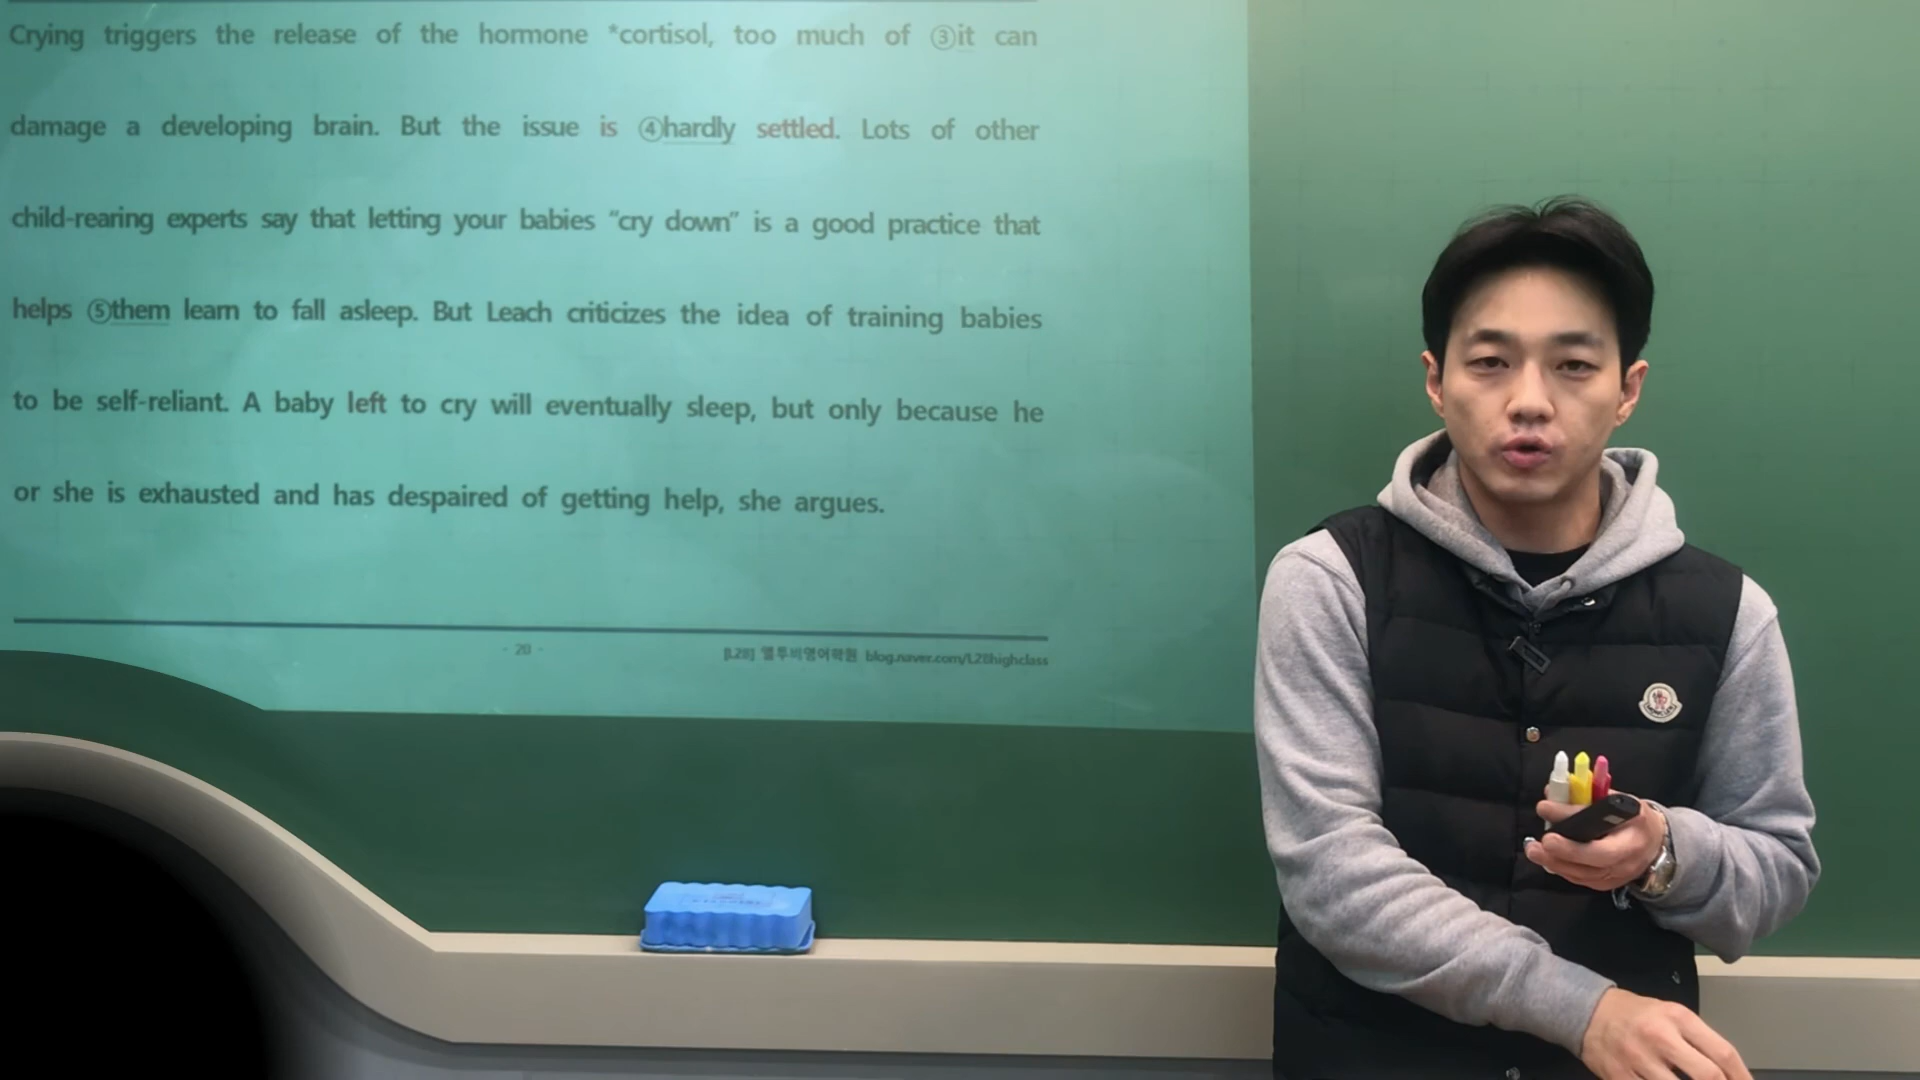 Crying triggers the release of the hormone *cortisol, too much of ③it can
damage a developing brain. But the issue is ④hardly settled. Lots of other
child-rearing experts say that letting your babies “cry down” is a good practice that
helps ⑤them learn to fall asleep. But Leach criticizes the idea of training babies
to be self-reliant. A baby left to cry will eventually sleep, but only because he
or she is exhausted and has despaired of getting help, she argues.
- 20 -
[L28] 엘투비영어학원 blog.naver.com/L28highclass